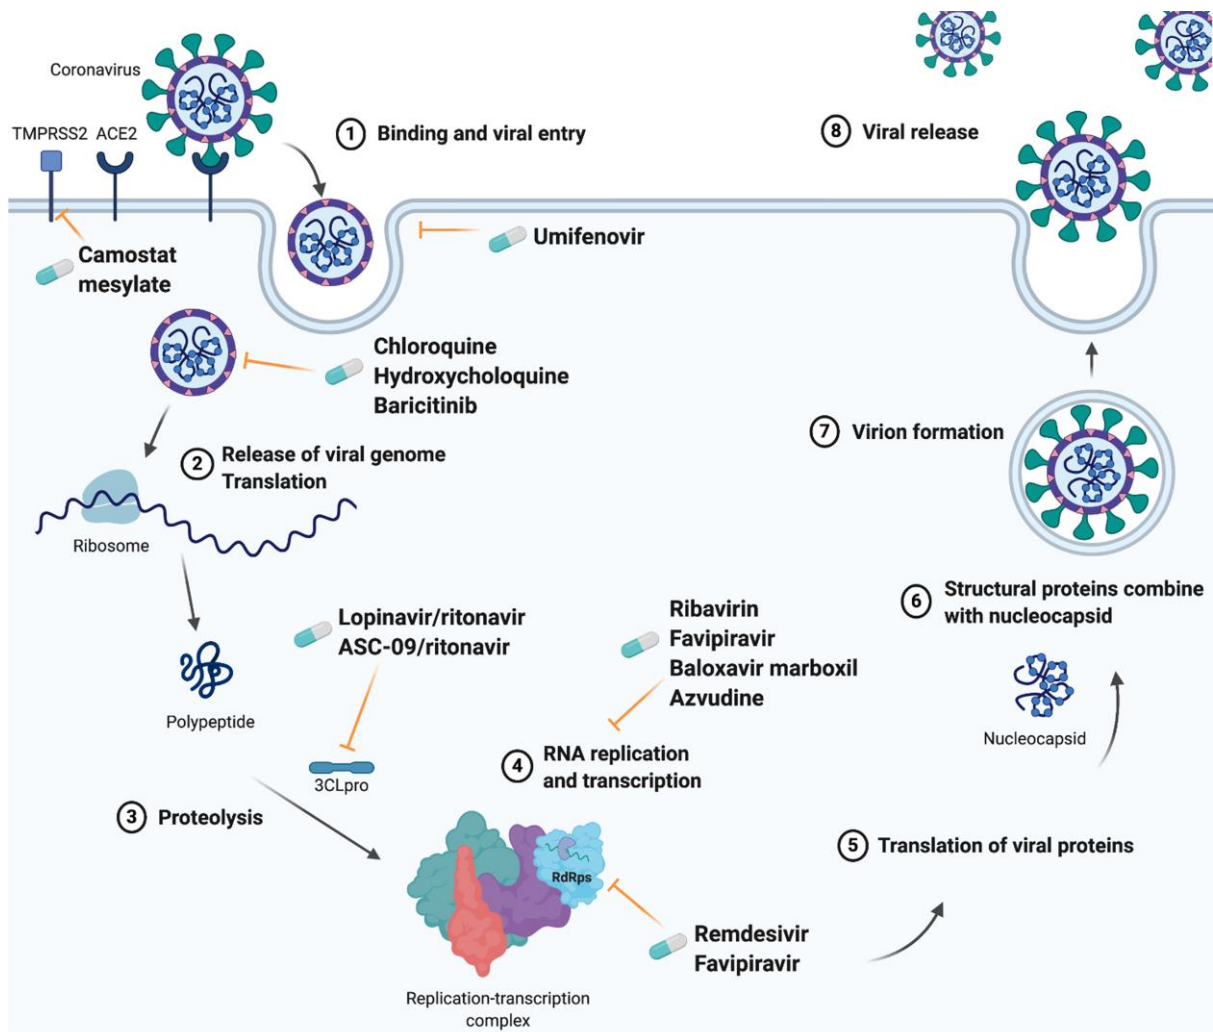 Coronavirus
TMPRSS2 ACE2
1 Binding and viral entry
8 Viral release
Camostat
mesylate
Umifenovir
Chloroquine
Hydroxycholoquine
Baricitinib
2 Release of viral genome
Translation
Ribosome
7 Virion formation
Lopinavir/ritonavir
ASC-09/ritonavir
Ribavirin
Favipiravir
Baloxavir marboxil
Azvudine
6 Structural proteins combine
with nucleocapsid
Polypeptide
Nucleocapsid
3CLpro
4 RNA replication
and transcription
3 Proteolysis
RdRps
5 Translation of viral proteins
Remdesivir
Favipiravir
Replication-transcription
complex